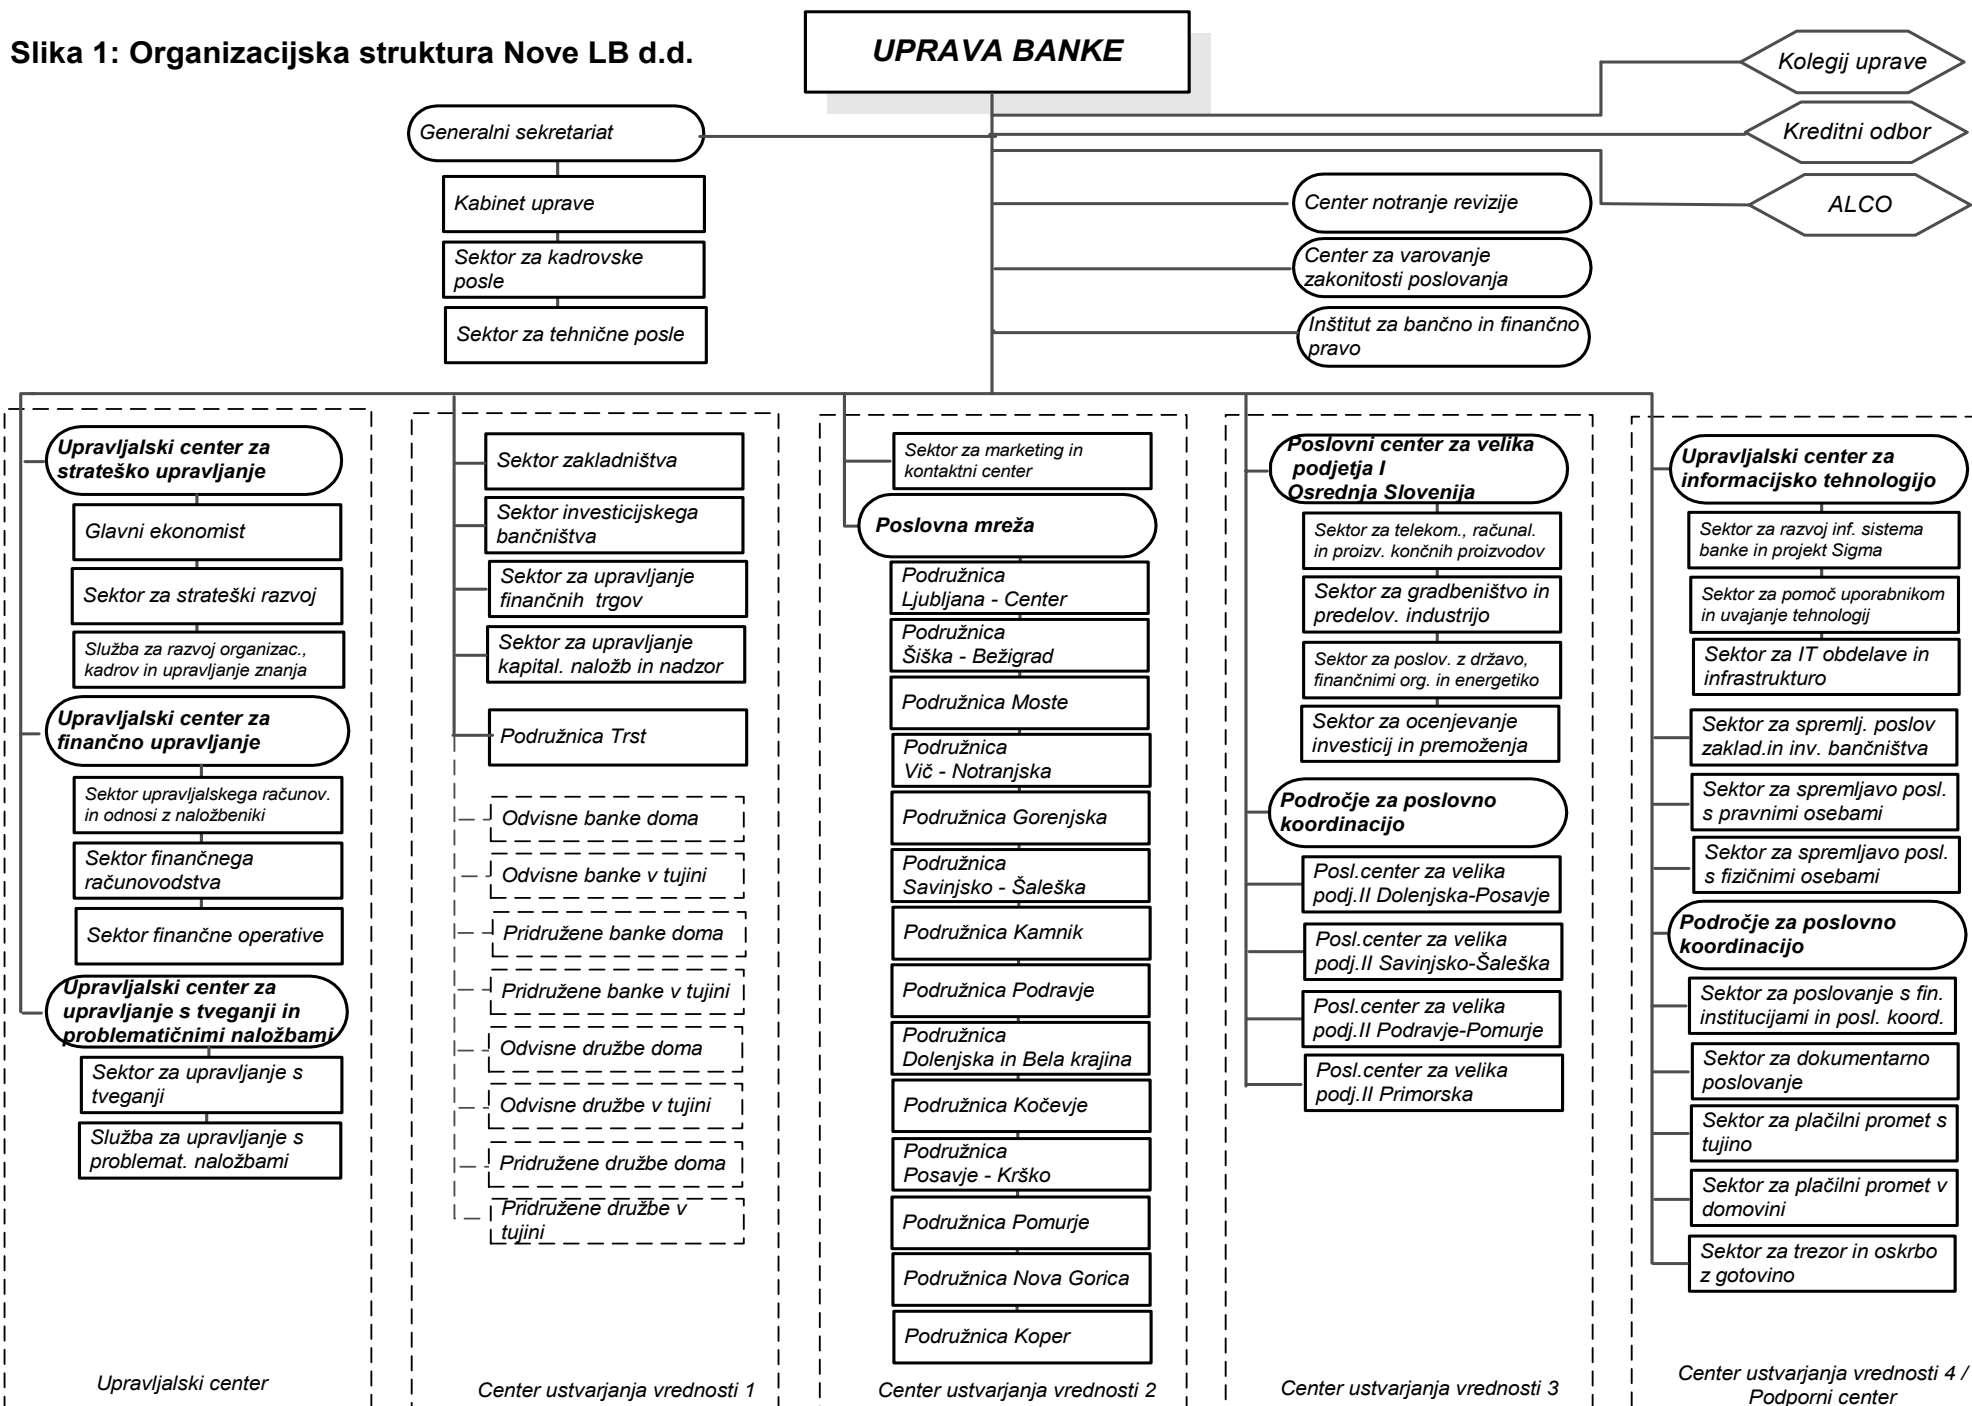 Slika 1: Organizacijska struktura Nove LB d.d.
UPRAVA BANKE
Kolegij uprave
Kreditni odbor
ALCO
Generalni sekretariat
Kabinet uprave
Sektor za kadrovske
posle
Sektor za tehnične posle
Center notranje revizije
Center za varovanje
zakonitosti poslovanja
Inštitut za bančno in finančno
pravo
Upravljalski center za
strateško upravljanje
Glavni ekonomist
Sektor za strateški razvoj
Služba za razvoj organizac.,
kadrov in upravljanje znanja
Upravljalski center za
finančno upravljanje
Sektor upravljalskega računov.
in odnosi z naložbeniki
Sektor finančnega
računovodstva
Sektor finančne operative
Upravljalski center za
upravljanje s tveganji in
problematičnimi naložbami
Sektor za upravljanje s
tveganji
Služba za upravljanje s
problemat. naložbami
Upravljalski center
Sektor zakladništva
Sektor investicijskega
bančništva
Sektor za upravljanje
finančnih trgov
Sektor za upravljanje
kapital. naložb in nadzor
Podružnica Trst
Odvisne banke doma
Odvisne banke v tujini
Pridružene banke doma
Pridružene banke v tujini
Odvisne družbe doma
Odvisne družbe v tujini
Pridružene družbe doma
Pridružene družbe v
tujini
Center ustvarjanja vrednosti 1
Sektor za marketing in
kontaktni center
Poslovna mreža
Podružnica
Ljubljana - Center
Podružnica
Šiška - Bežigrad
Podružnica Moste
Podružnica
Vič - Notranjska
Podružnica Gorenjska
Podružnica
Savinjsko - Šaleška
Podružnica Kamnik
Podružnica Podravje
Podružnica
Dolenjska in Bela krajina
Podružnica Kočevje
Podružnica
Posavje - Krško
Podružnica Pomurje
Podružnica Nova Gorica
Podružnica Koper
Center ustvarjanja vrednosti 2
Poslovni center za velika
podjetja I
Osrednja Slovenija
Sektor za telekom., računal.
in proizv. končnih proizvodov
Sektor za gradbeništvo in
predelov. industrijo
Sektor za poslov. z državo,
finančnimi org. in energetiko
Sektor za ocenjevanje
investicij in premoženja
Področje za poslovno
koordinacijo
Posl.center za velika
podj.II Dolenjska-Posavje
Posl.center za velika
podj.II Savinjsko-Šaleška
Posl.center za velika
podj.II Podravje-Pomurje
Posl.center za velika
podj.II Primorska
Center ustvarjanja vrednosti 3
Upravljalski center za
informacijsko tehnologijo
Sektor za razvoj inf. sistema
banke in projekt Sigma
Sektor za pomoč uporabnikom
in uvajanje tehnologij
Sektor za IT obdelave in
infrastrukturo
Sektor za spremlj. poslov
zaklad.in inv. bančništva
Sektor za spremljavo posl.
s pravnimi osebami
Sektor za spremljavo posl.
s fizičnimi osebami
Področje za poslovno
koordinacijo
Sektor za poslovanje s fin.
institucijami in posl. koord.
Sektor za dokumentarno
poslovanje
Sektor za plačilni promet s
tujino
Sektor za plačilni promet v
domovini
Sektor za trezor in oskrbo
z gotovino
Center ustvarjanja vrednosti 4 /
Podporni center